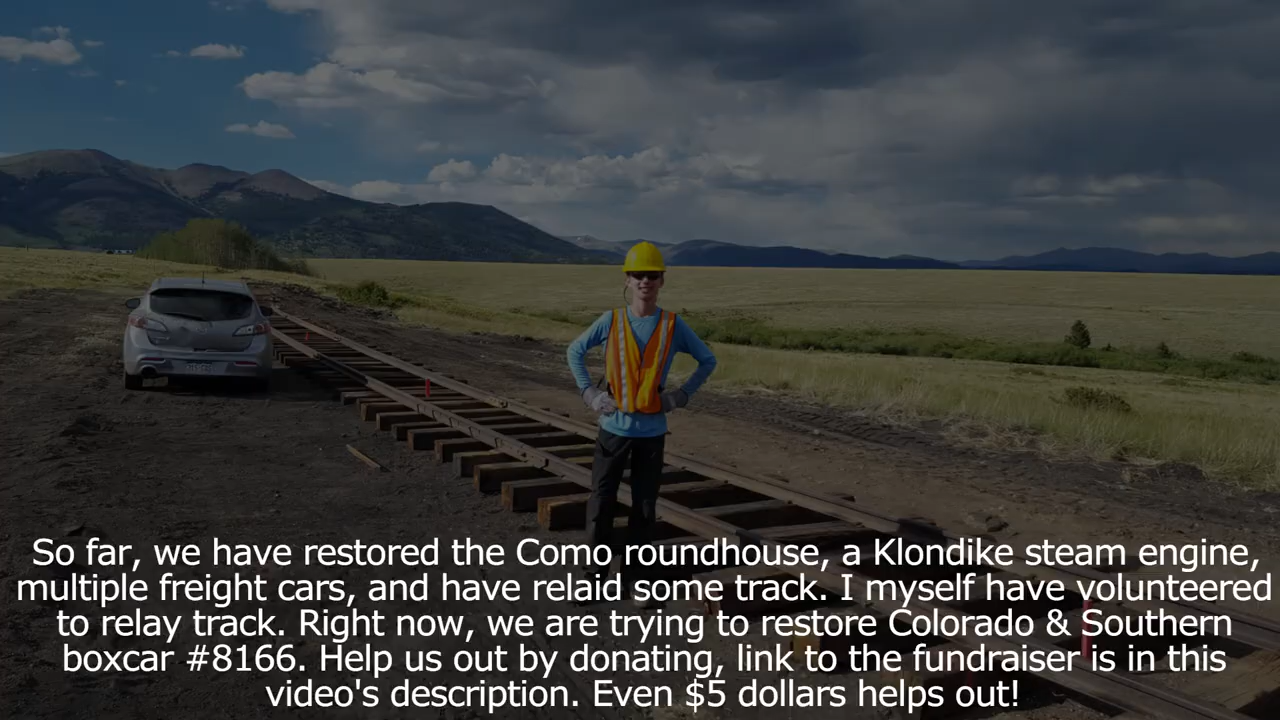 So far, we have restored the Como roundhouse, a Klondike steam engine,
multiple freight cars, and have relaid some track. I myself have volunteered
to relay track. Right now, we are trying to restore Colorado & Southern
boxcar #8166. Help us out by donating, link to the fundraiser is in this
video's description. Even $5 dollars helps out!